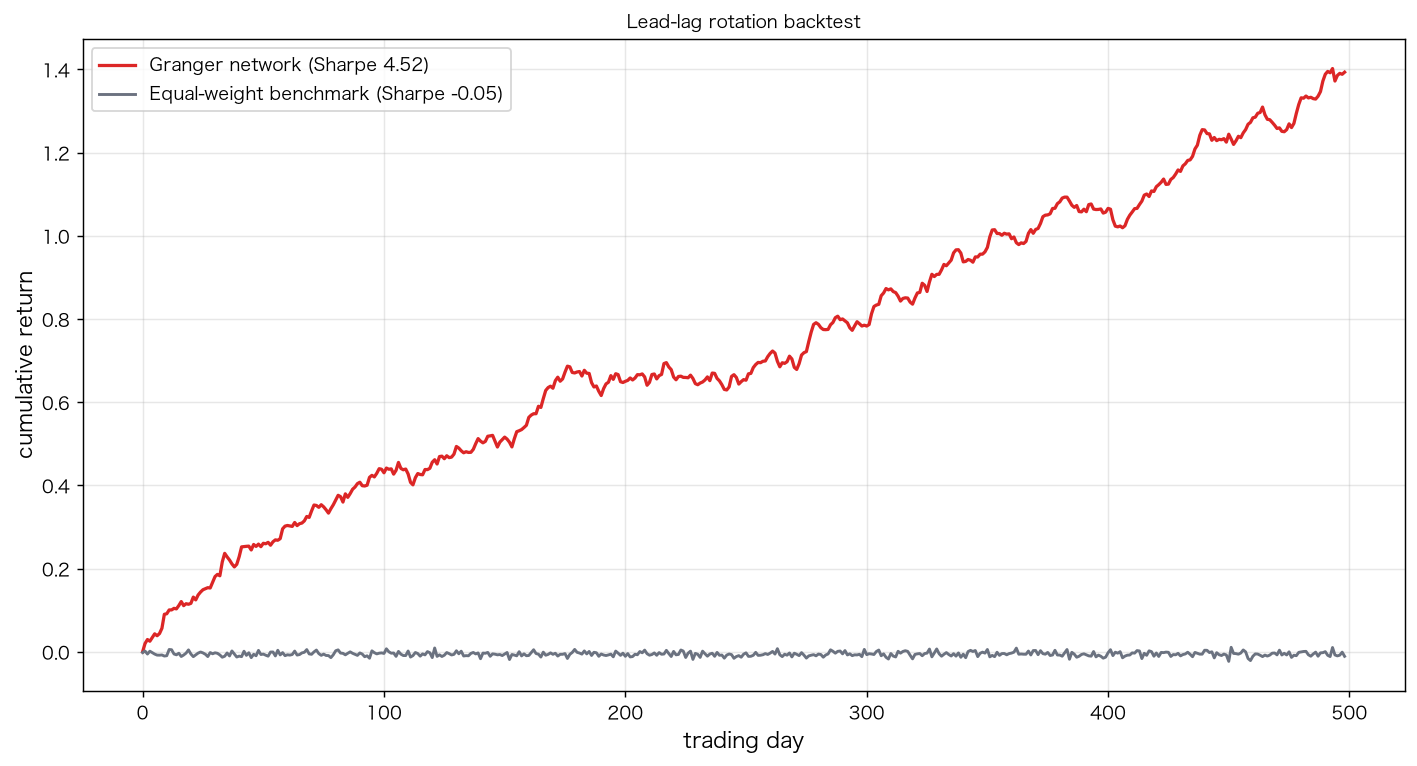 Lead-lag rotation backtest
Granger network (Sharpe 4.52)
Equal-weight benchmark (Sharpe -0.05)
cumulative return
1.4
1.2
1.0
0.8
0.6
0.4
0.2
0.0
0 100 200 300 400 500
trading day